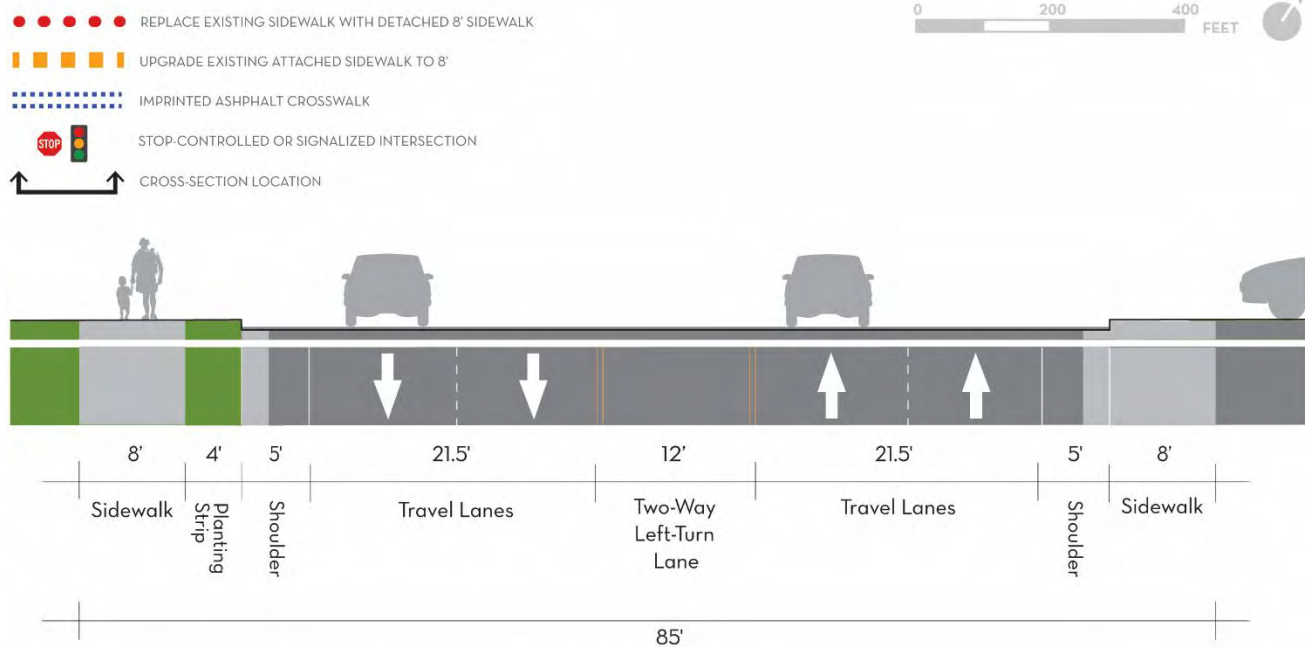 REPLACE EXISTING SIDEWALK WITH DETACHED 8' SIDEWALK
UPGRADE EXISTING ATTACHED SIDEWALK TO 8'
IMPRINTED ASHPHALT CROSSWALK
STOP
STOP-CONTROLLED OR SIGNALIZED INTERSECTION
CROSS-SECTION LOCATION
0 200 400
FEET
8' 4' 5' 21.5' 12' 21.5' 5' 8'
Sidewalk
Planting
Strip
Shoulder
Travel Lanes
Two-Way
Left-Turn
Lane
Travel Lanes
Shoulder
Sidewalk
85'